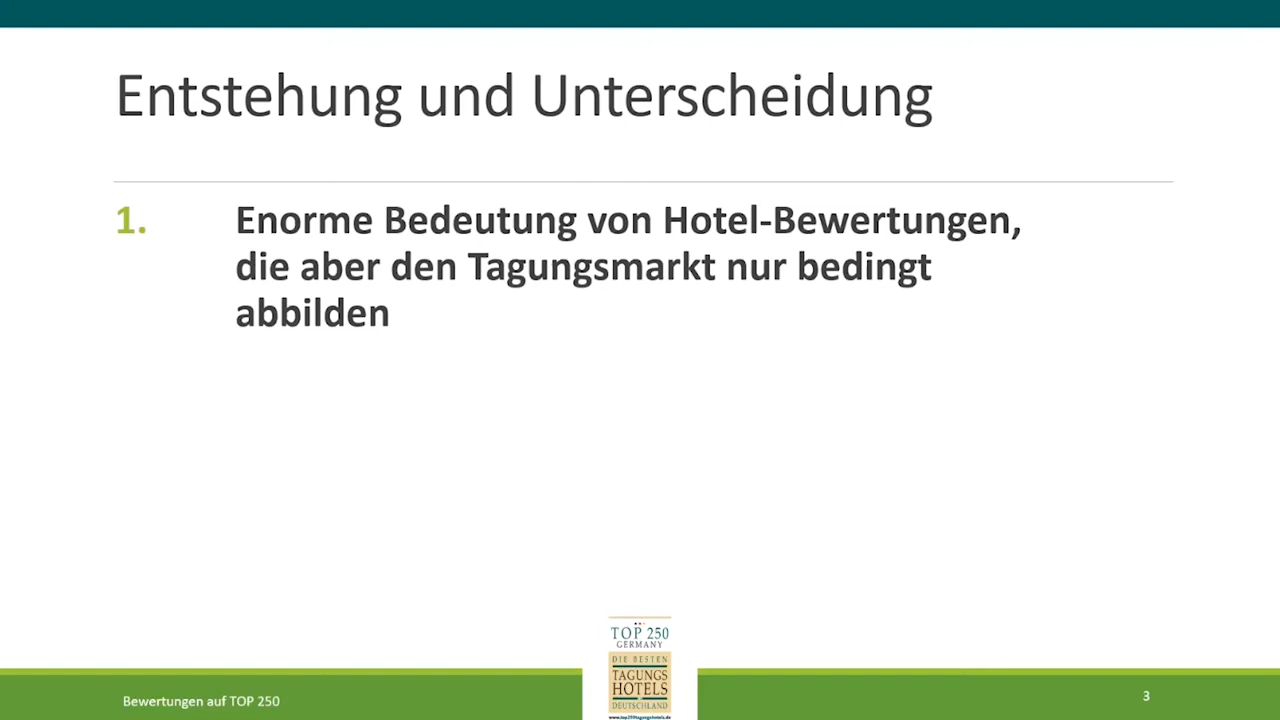 Entstehung und Unterscheidung
1. Enorme Bedeutung von Hotel-Bewertungen,
die aber den Tagungsmarkt nur bedingt
abbilden
TOP 250
GERMANY
DIE BESTEN
TAGUNGS
HOTELS
DEUTSCHLAND
www.top250tagungshotels.de
Bewertungen auf TOP 250
3